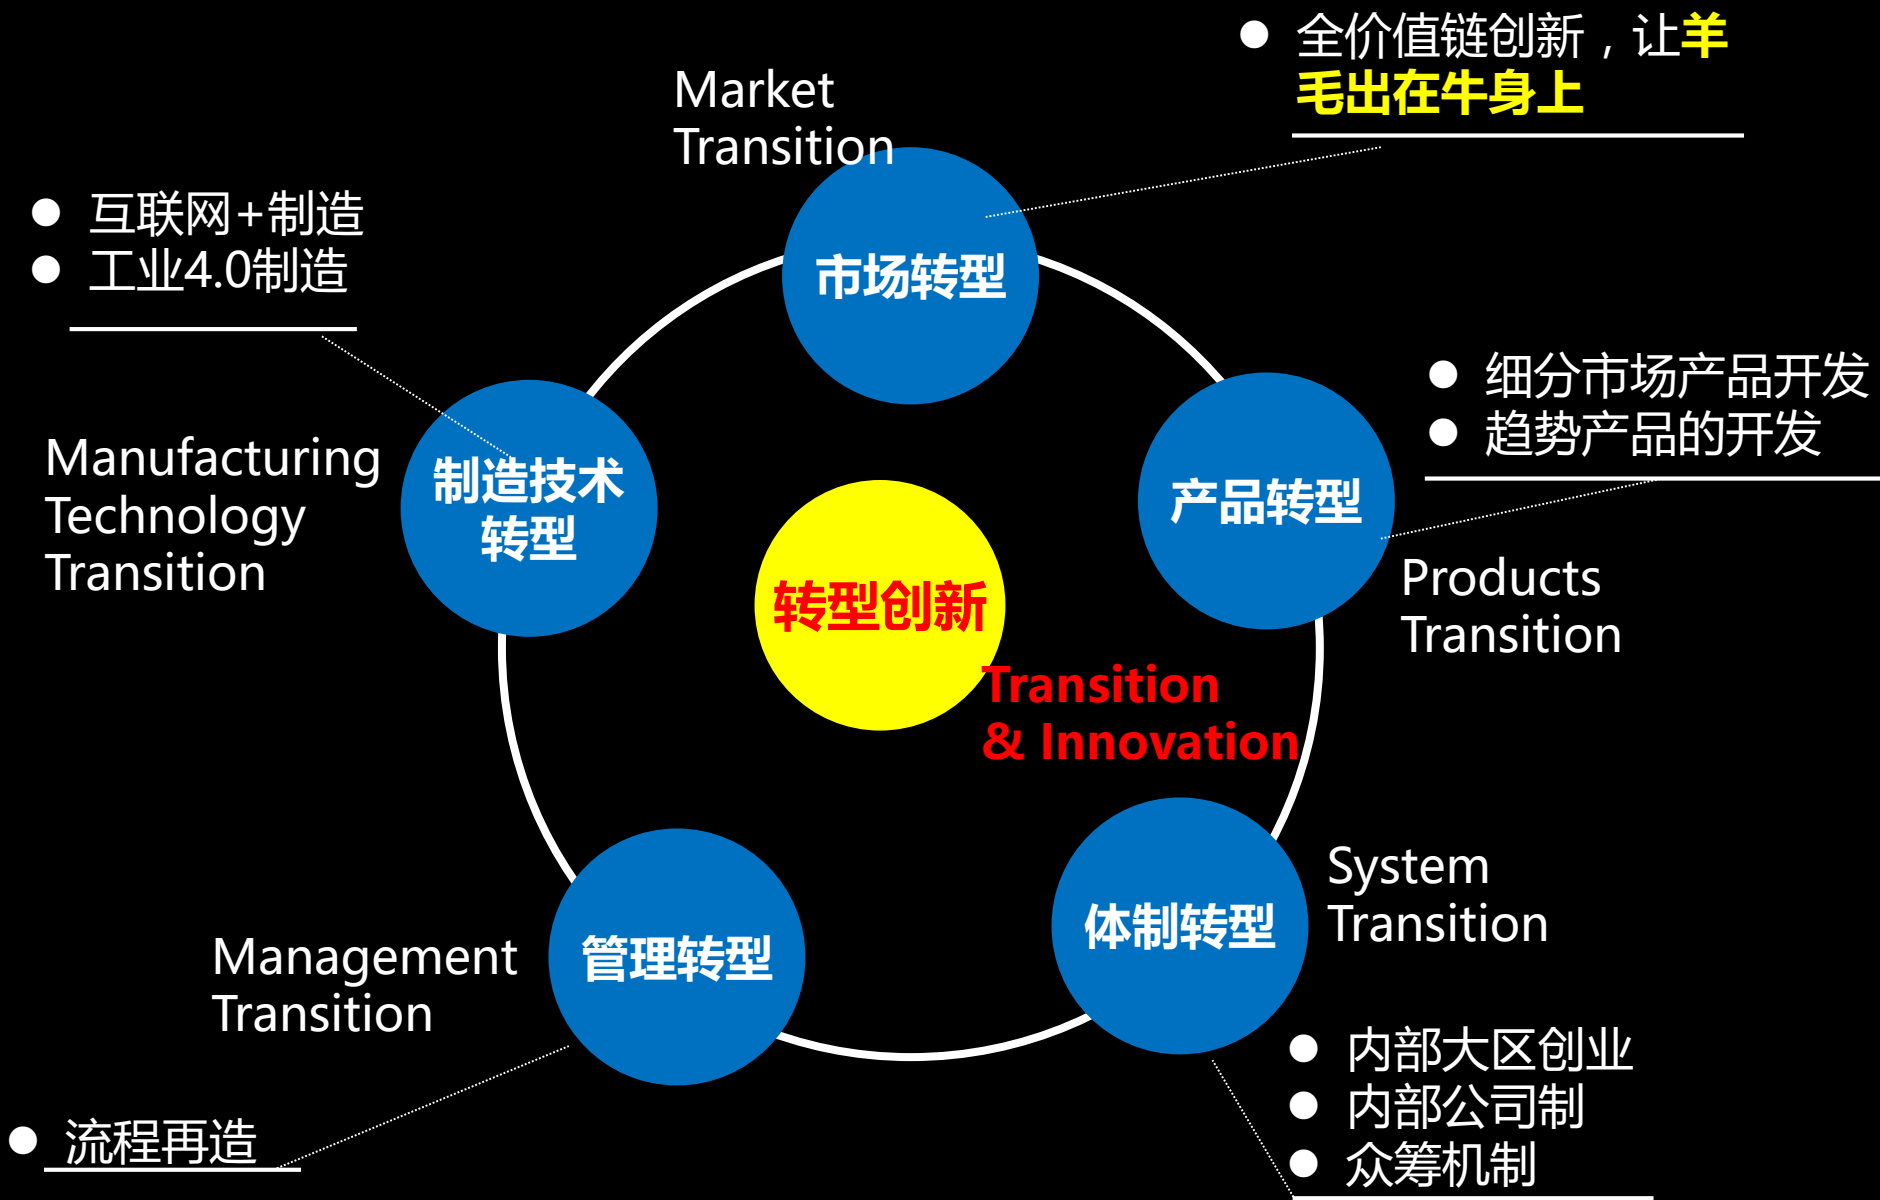 ● 全价值链创新，让羊
毛出在牛身上
Market
Transition
市场转型
● 互联网+制造
● 工业4.0制造
Manufacturing
Technology
Transition
制造技术
转型
● 细分市场产品开发
● 趋势产品的开发
产品转型
Products
Transition
转型创新
Transition
& Innovation
System
Transition
体制转型
● 内部大区创业
● 内部公司制
● 众筹机制
Management
Transition
管理转型
● 流程再造